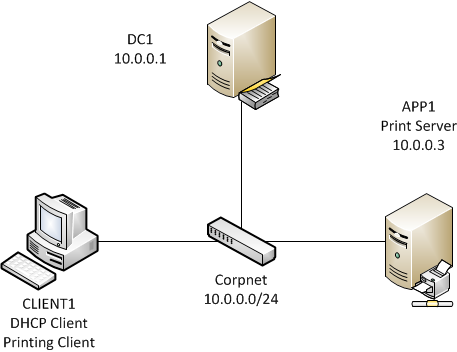 DC1
10.0.0.1
APP1
Print Server
10.0.0.3
Corpnet
10.0.0.0/24
CLIENT1
DHCP Client
Printing Client